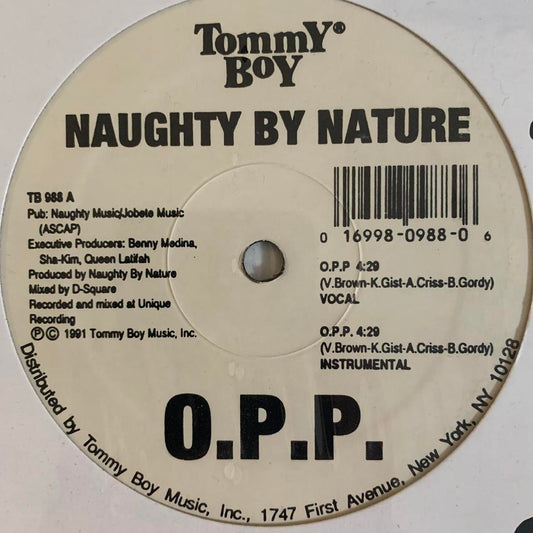 Tommy®
Boy
NAUGHTY BY NATURE
TB 988 A
Pub: Naughty Music/Jobete Music
(ASCAP)
Executive Producers: Benny Medina,
Sha-Kim, Queen Latifah
Produced by Naughty By Nature
Mixed by D-Square
Recorded and mixed at Unique
Recording
Ⓟ © 1991 Tommy Boy Music, Inc.
0 16998-0988-0 6
O.P.P 4:29
(V.Brown-K.Gist-A.Criss-B.Gordy)
VOCAL
O.P.P. 4:29
(V.Brown-K.Gist-A.Criss-B.Gordy)
INSTRUMENTAL
O.P.P.
Distributed by Tommy Boy Music, Inc., 1747 First Avenue, New York, NY 10128